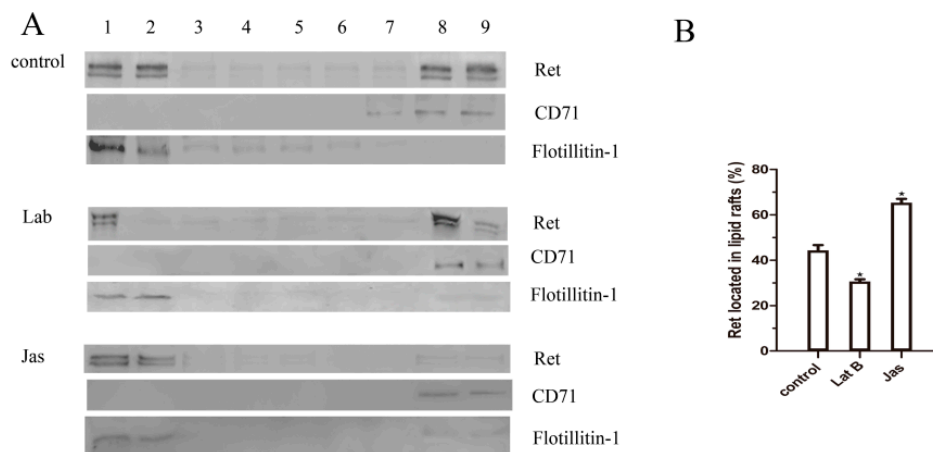 A
1 2 3 4 5 6 7 8 9
control
Ret
CD71
Flotillitin-1
Lab
Ret
CD71
Flotillitin-1
Jas
Ret
CD71
Flotillitin-1
B
Ret located in lipid rafts (%)
80
60
40
20
0
*
*
control
Lat B
Jas